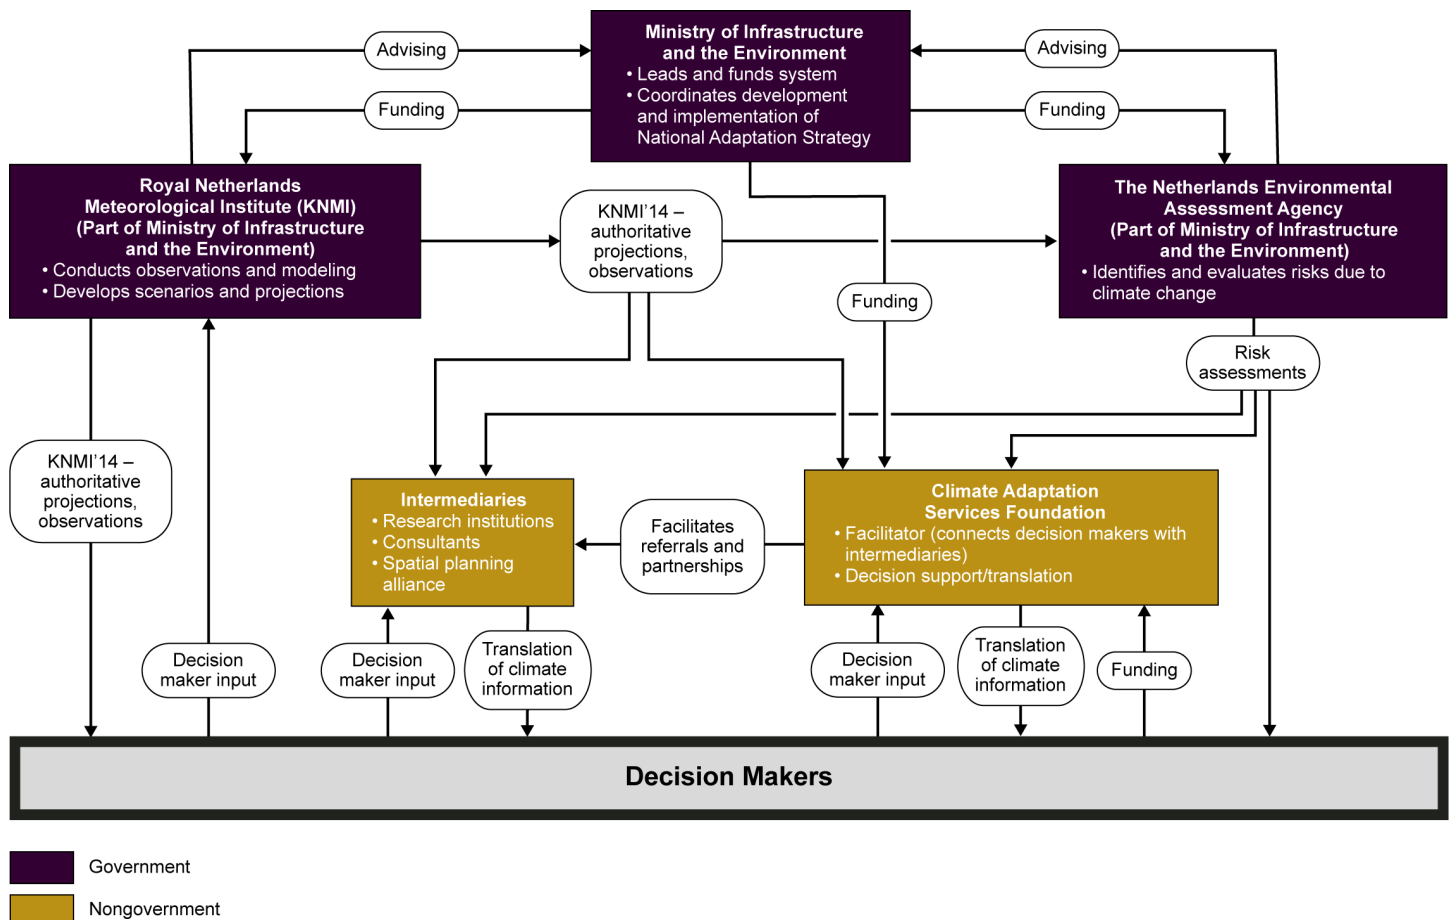 Ministry of Infrastructure
and the Environment
• Leads and funds system
• Coordinates development
and implementation of
National Adaptation Strategy
Advising
Advising
Funding
Funding
Royal Netherlands
Meteorological Institute (KNMI)
(Part of Ministry of Infrastructure
and the Environment)
• Conducts observations and modeling
• Develops scenarios and projections
KNMI’14 –
authoritative
projections,
observations
The Netherlands Environmental
Assessment Agency
(Part of Ministry of Infrastructure
and the Environment)
• Identifies and evaluates risks due to
climate change
Funding
Risk
assessments
KNMI’14 –
authoritative
projections,
observations
Intermediaries
• Research institutions
• Consultants
• Spatial planning
alliance
Facilitates
referrals and
partnerships
Climate Adaptation
Services Foundation
• Facilitator (connects decision makers with
intermediaries)
• Decision support/translation
Decision
maker input
Decision
maker input
Translation
of climate
information
Decision
maker input
Translation
of climate
information
Funding
Decision Makers
Government
Nongovernment